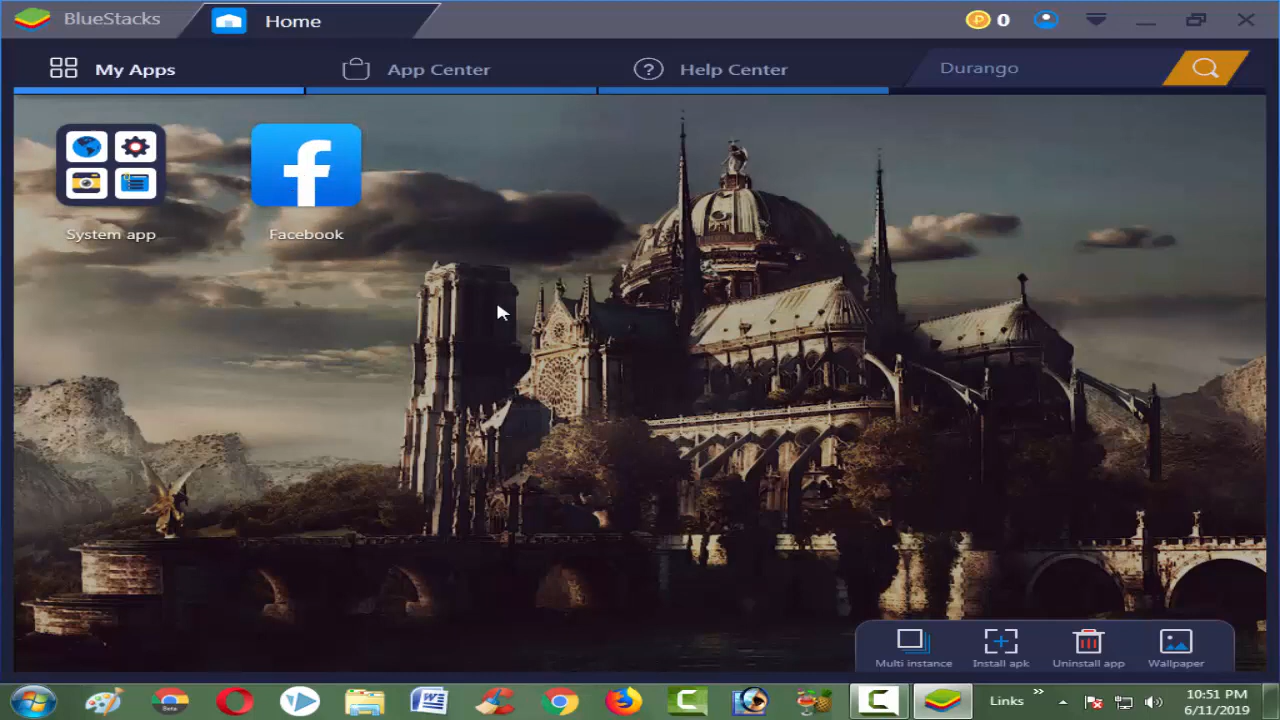 BlueStacks
Home
0
My Apps
App Center
Help Center
Durango
System app
Facebook
Multi instance
Install apk
Uninstall app
Wallpaper
Beta
Links
10:51 PM
6/11/2019